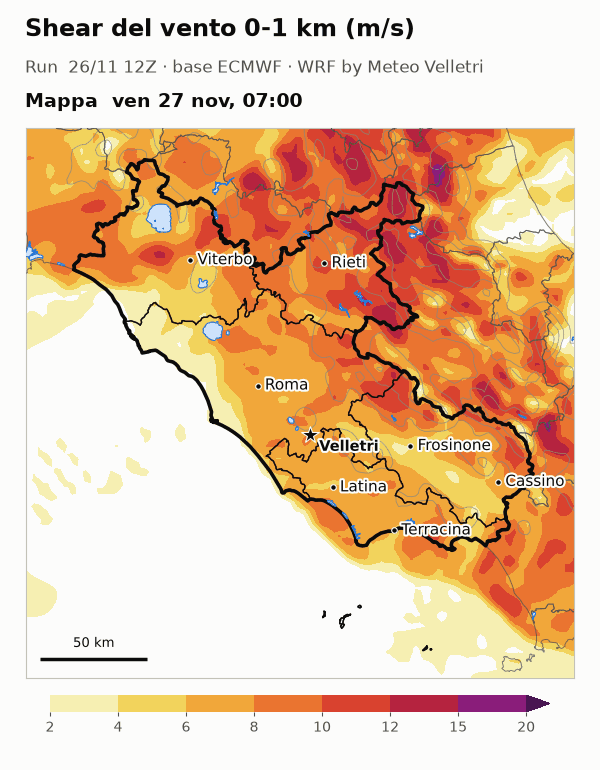 Shear del vento 0-1 km (m/s)
Run 26/11 12Z · base ECMWF · WRF by Meteo Velletri
Mappa ven 27 nov, 07:00
Viterbo
Rieti
Roma
Velletri
Frosinone
Cassino
Latina
Terracina
50 km
2 4 6 8 10 12 15 20